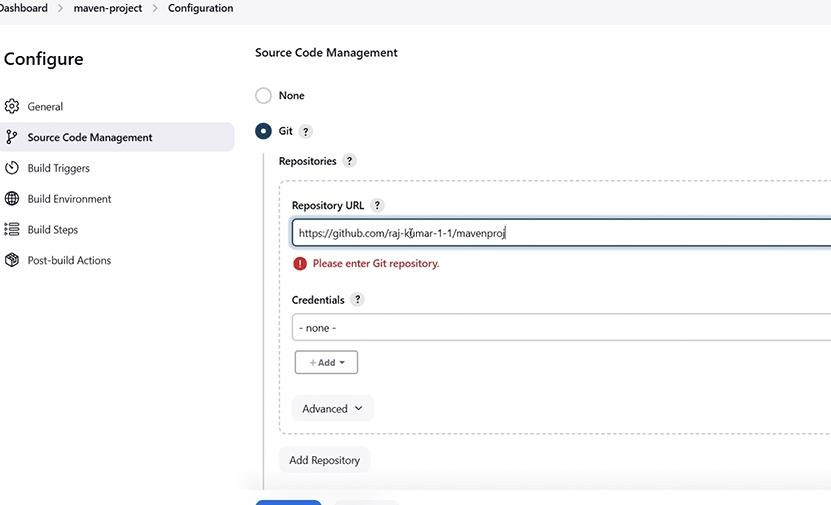 Dashboard > maven-project > Configuration
Configure
General
Source Code Management
Build Triggers
Build Environment
Build Steps
Post-build Actions
Source Code Management
None
Git ?
Repositories ?
Repository URL ?
https://github.com/raj-kumar-1-1/mavenproj
Please enter Git repository.
Credentials ?
- none -
+ Add
Advanced
Add Repository